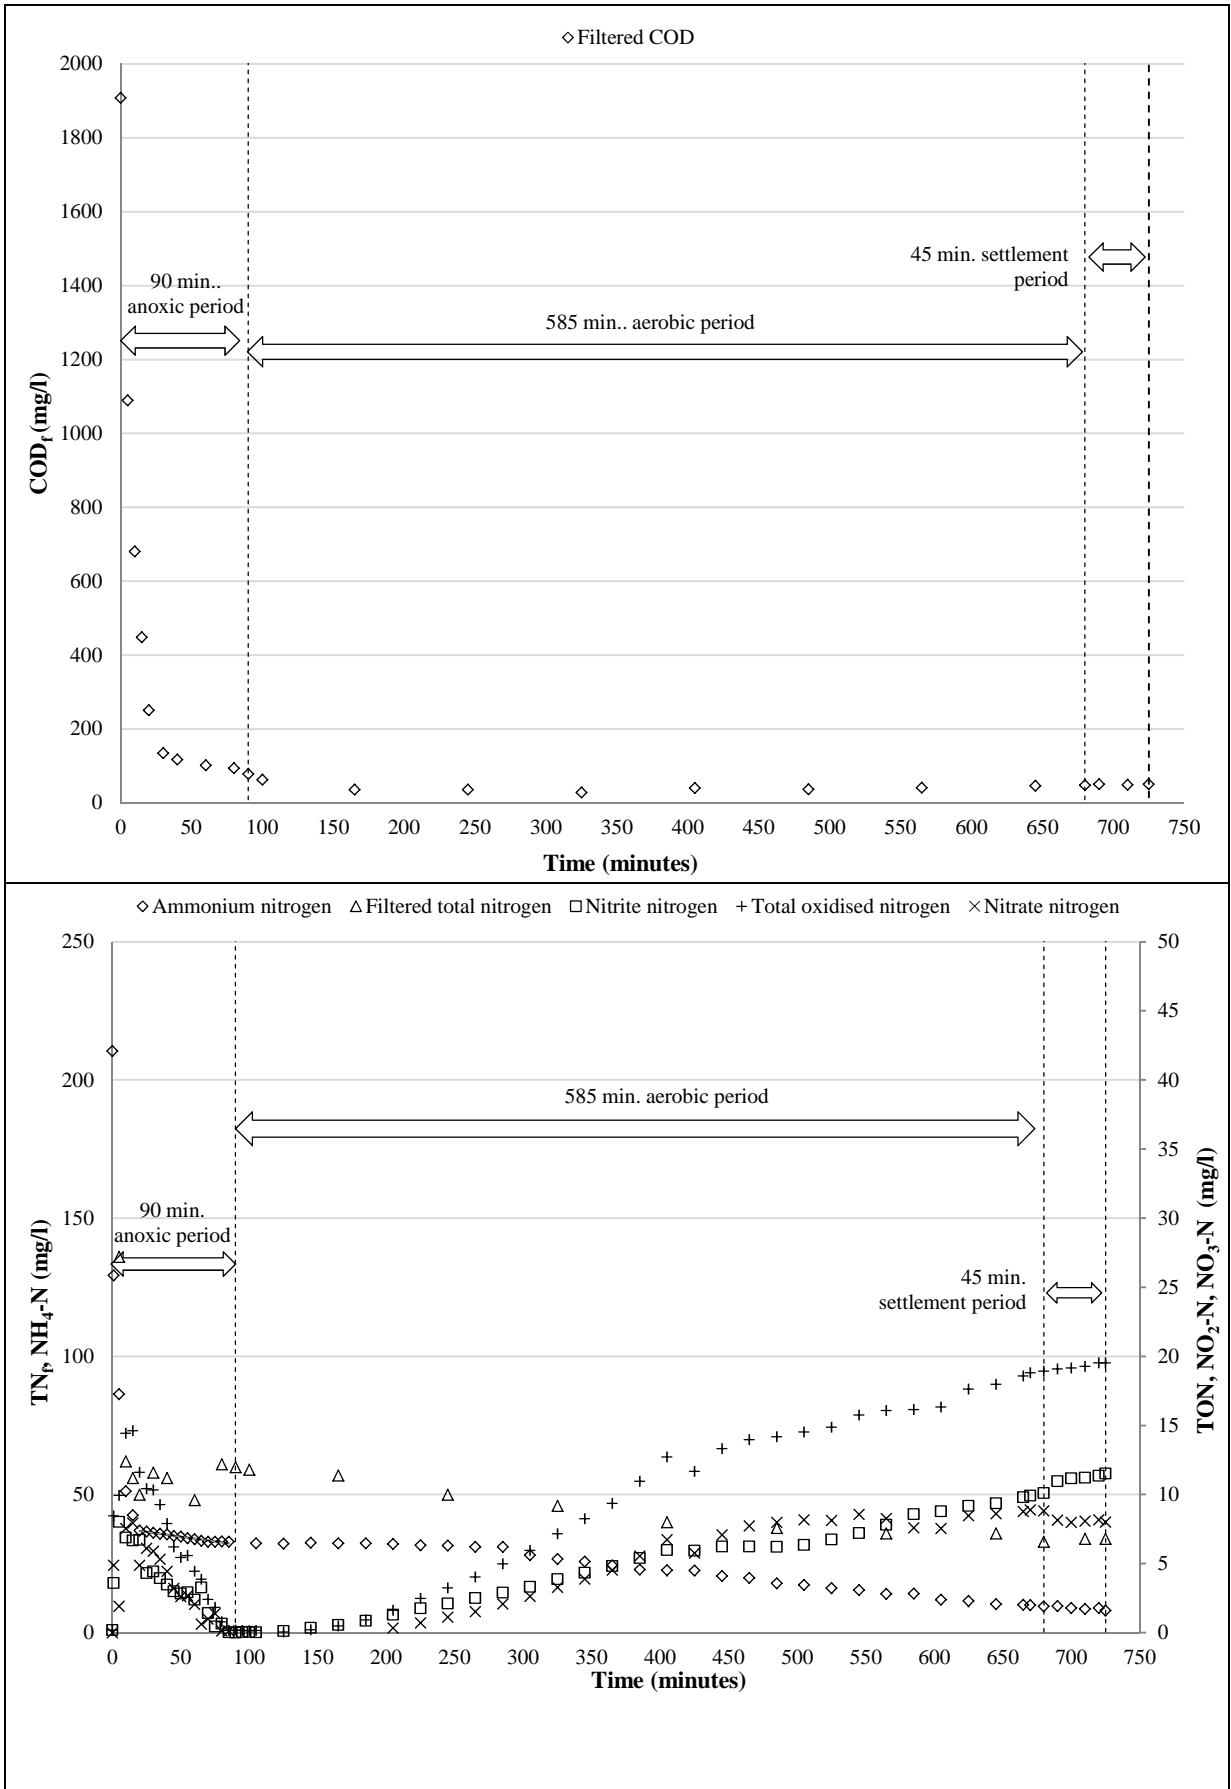 ◇ Filtered COD
2000
1800
1600
1400
1200
1000
800
600
400
200
0
COD_f (mg/l)
90 min..
anoxic period
585 min.. aerobic period
45 min. settlement
period
0 50 100 150 200 250 300 350 400 450 500 550 600 650 700 750
Time (minutes)
◇ Ammonium nitrogen △ Filtered total nitrogen □ Nitrite nitrogen + Total oxidised nitrogen × Nitrate nitrogen
250
200
150
100
50
0
TN_f, NH_4-N (mg/l)
50
45
40
35
30
25
20
15
10
5
0
TON, NO_2-N, NO_3-N (mg/l)
585 min. aerobic period
90 min.
anoxic period
45 min.
settlement period
0 50 100 150 200 250 300 350 400 450 500 550 600 650 700 750
Time (minutes)